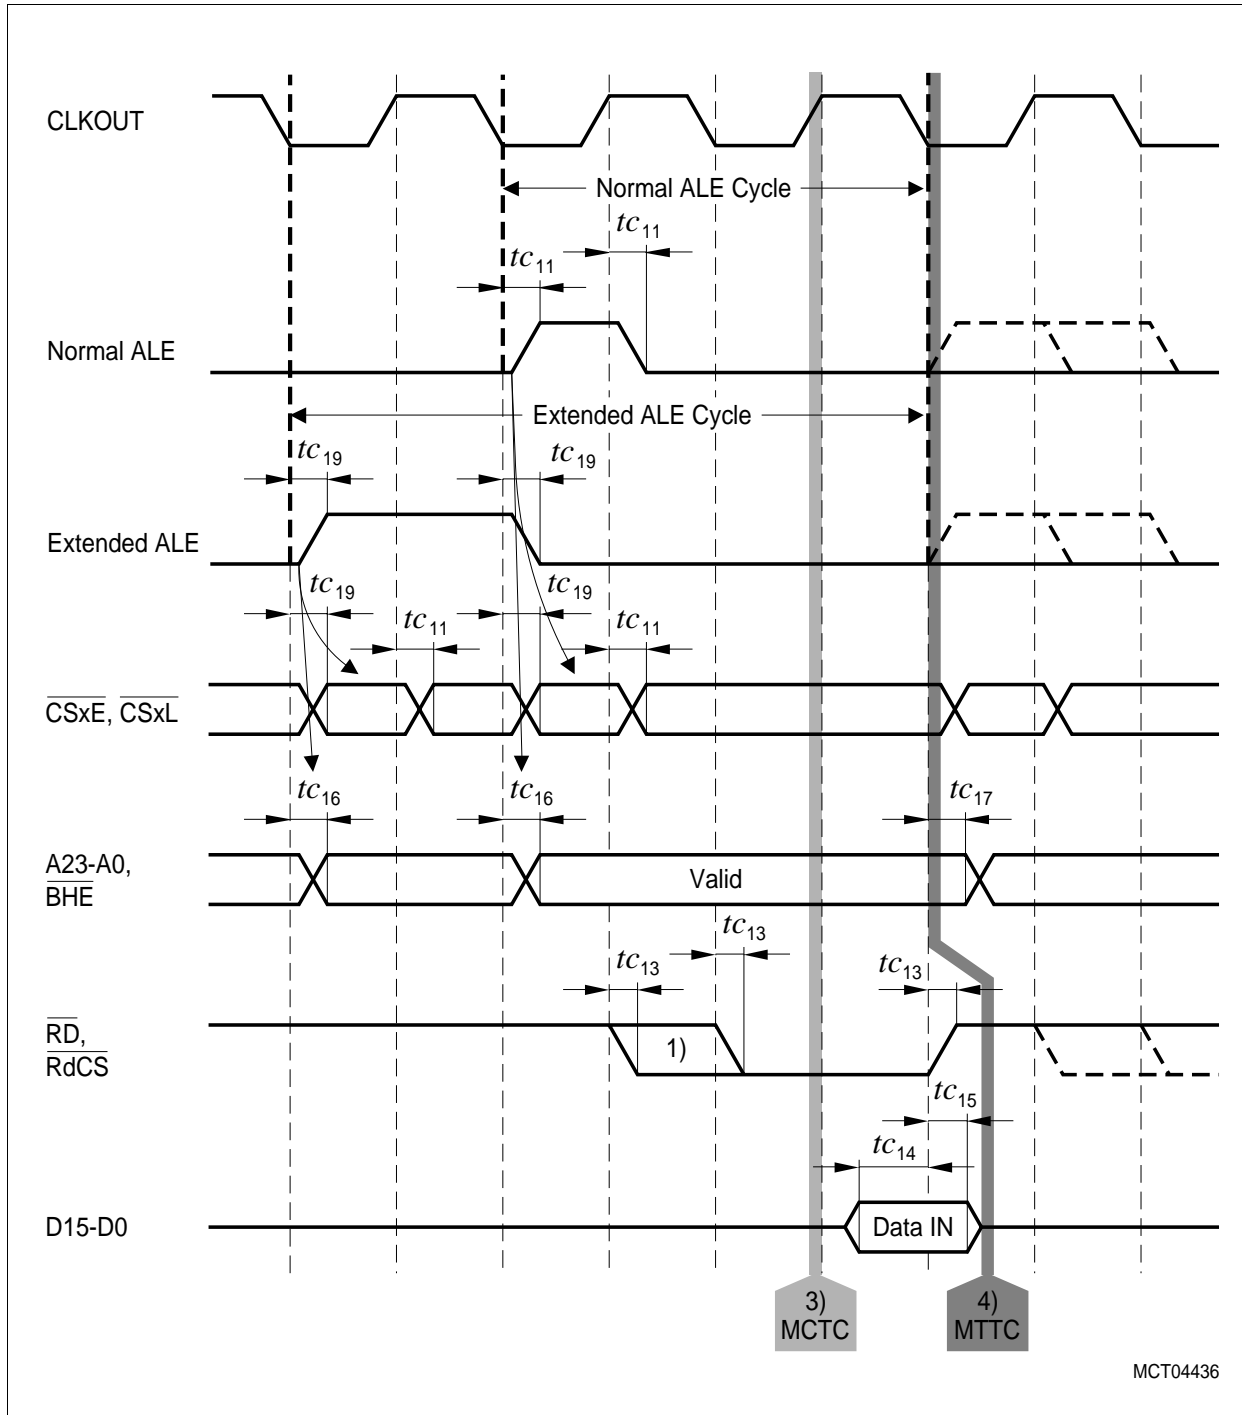 CLKOUT
Normal ALE Cycle
tc11
tc11
Normal ALE
Extended ALE Cycle
tc19
tc19
Extended ALE
tc19
tc19
tc11
tc11
CSxE, CSxL
tc16
tc16
tc17
A23-A0,
BHE
Valid
tc13
tc13
tc13
RD,
RdCS
1)
tc15
tc14
D15-D0
Data IN
3)
MCTC
4)
MTTC
MCT04436